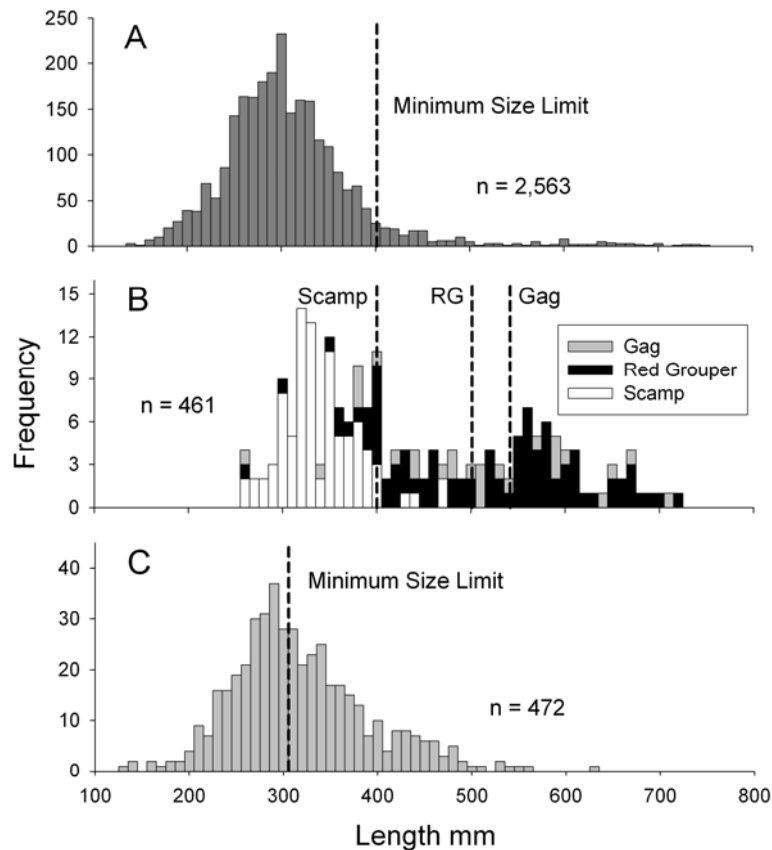 A
250
200
150
100
50
0
Minimum Size Limit
n = 2,563
B
15
12
9
6
3
0
Scamp
RG
Gag
n = 461
Gag
Red Grouper
Scamp
Frequency
C
40
30
20
10
0
Minimum Size Limit
n = 472
100 200 300 400 500 600 700 800
Length mm